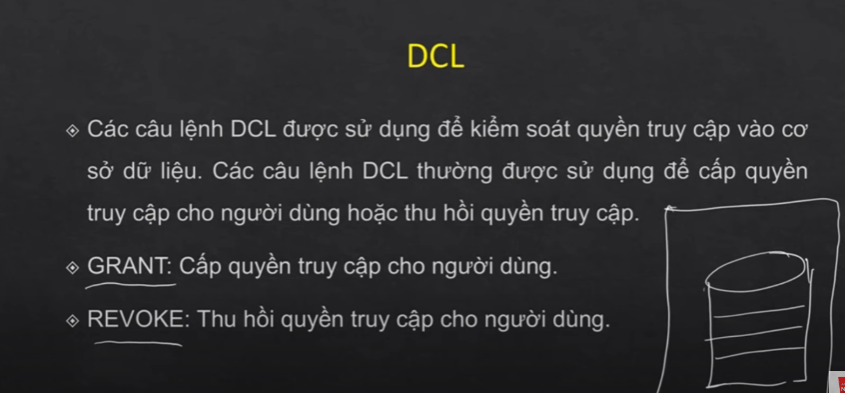 DCL
Các câu lệnh DCL được sử dụng để kiểm soát quyền truy cập vào cơ
sở dữ liệu. Các câu lệnh DCL thường được sử dụng để cấp quyền
truy cập cho người dùng hoặc thu hồi quyền truy cập.
GRANT: Cấp quyền truy cập cho người dùng.
REVOKE: Thu hồi quyền truy cập cho người dùng.